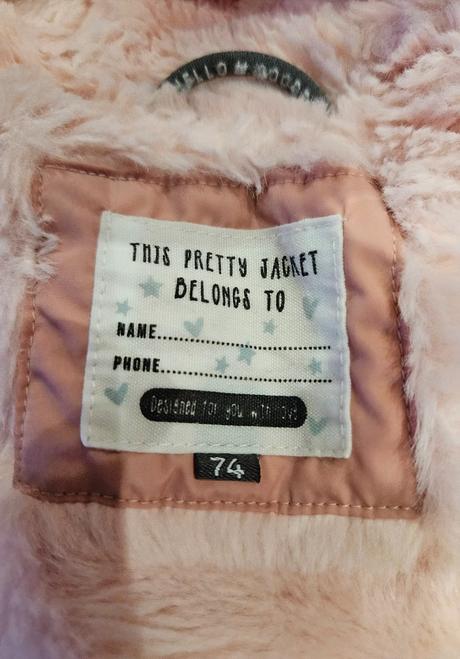 THIS PRETTY JACKET
BELONGS TO
NAME
PHONE
Designed for you with love
74